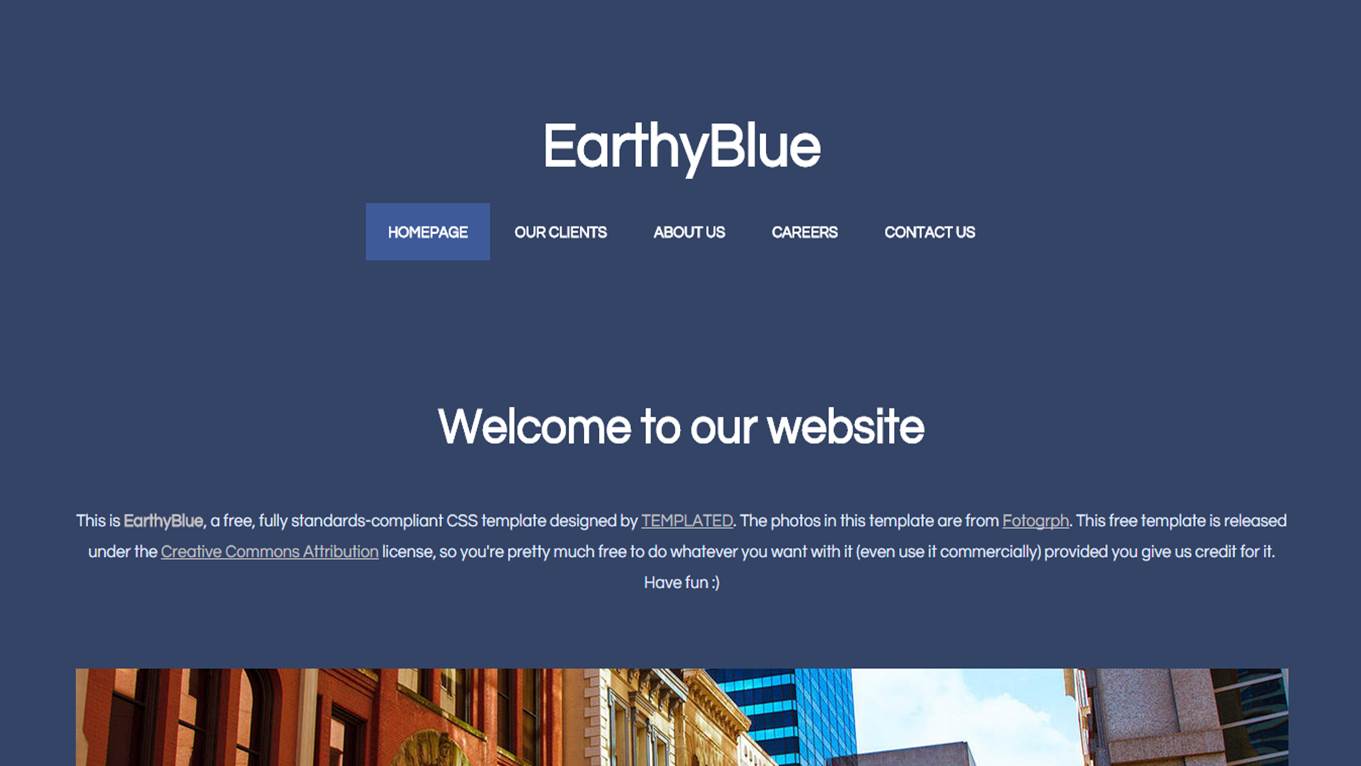 EarthyBlue
HOMEPAGE OUR CLIENTS ABOUT US CAREERS CONTACT US
Welcome to our website
This is EarthyBlue, a free, fully standards-compliant CSS template designed by TEMPLATED. The photos in this template are from Fotogrph. This free template is released
under the Creative Commons Attribution license, so you're pretty much free to do whatever you want with it (even use it commercially) provided you give us credit for it.
Have fun :)